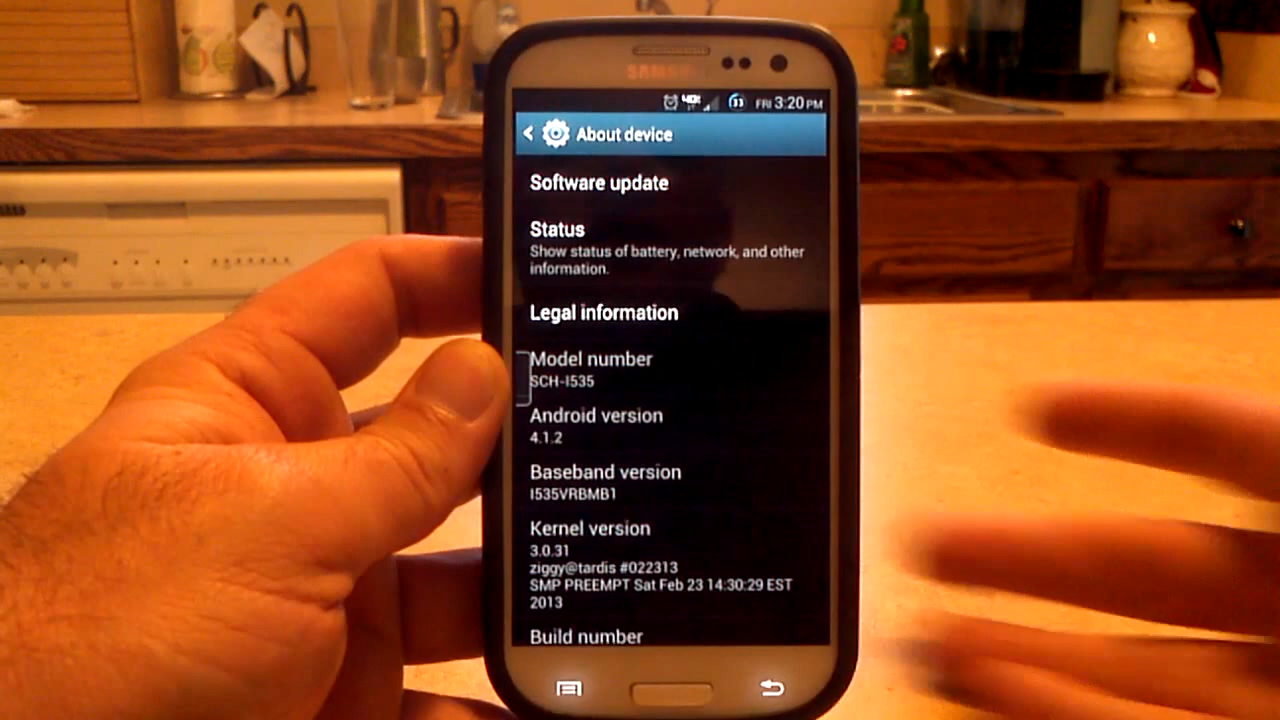 SAMSUNG
33 FRI 3:20 PM
About device
Software update
Status
Show status of battery, network, and other
information.
Legal information
Model number
SCH-I535
Android version
4.1.2
Baseband version
I535VRBMB1
Kernel version
3.0.31
ziggy@tardis #022313
SMP PREEMPT Sat Feb 23 14:30:29 EST
2013
Build number